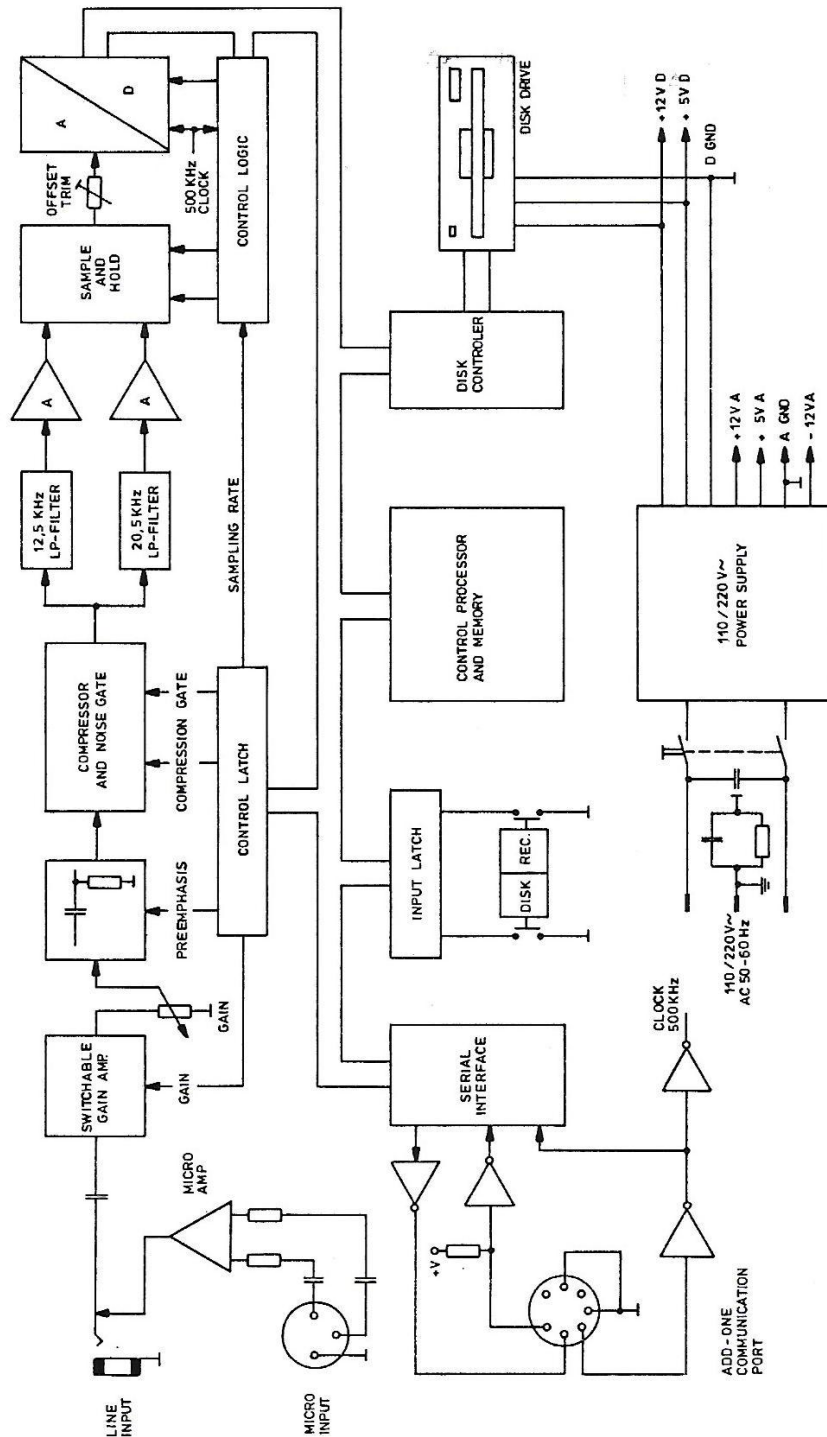 LINE
INPUT
MICRO
INPUT
MICRO
AMP
SWITCHABLE
GAIN AMP.
GAIN
GAIN
PREEMPHASIS
COMPRESSOR
AND NOISE GATE
COMPRESSION GATE
CONTROL LATCH
12,5 KHz
LP-FILTER
20,5 KHz
LP-FILTER
A
A
SAMPLING RATE
SAMPLE
AND
HOLD
OFFSET
TRIM
A
D
500 KHz
CLOCK
CONTROL LOGIC
ADD-ONE
COMMUNICATION
PORT
+V
SERIAL
INTERFACE
CLOCK
500 KHz
INPUT LATCH
DISK
REC.
CONTROL PROCESSOR
AND MEMORY
DISK
CONTROLER
DISK DRIVE
110/220V~
AC 50-60 Hz
110/220V~
POWER SUPPLY
+12V A
+ 5V A
A GND
- 12V A
+12V D
+ 5V D
D GND